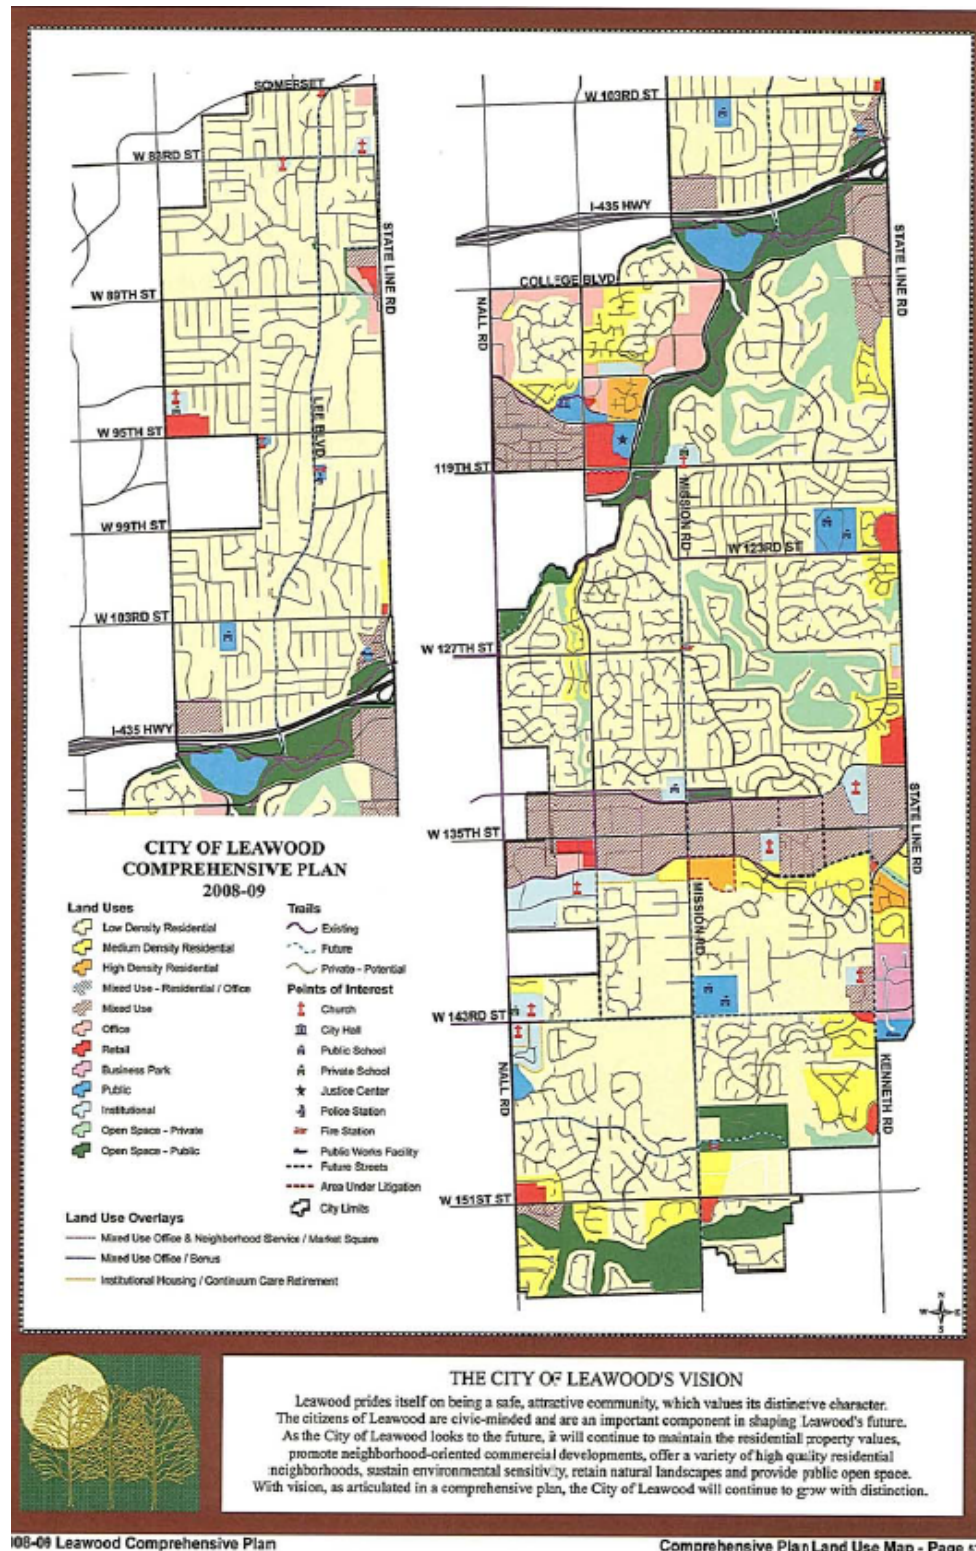 SOMERSET
W 83RD ST
STATE LINE RD
W 89TH ST
LEE BLVD
W 95TH ST
W 99TH ST
W 103RD ST
I-435 HWY
W 103RD ST
I-435 HWY
STATE LINE RD
COLLEGE BLVD
NALL RD
119TH ST
MISSION RD
W 123RD ST
W 127TH ST
STATE LINE RD
W 135TH ST
MISSION RD
W 143RD ST
NALL RD
KENNETH RD
W 151ST ST
CITY OF LEAWOOD
COMPREHENSIVE PLAN
2008-09
Land Uses
Low Density Residential
Medium Density Residential
High Density Residential
Mixed Use - Residential / Office
Mixed Use
Office
Retail
Business Park
Public
Institutional
Open Space - Private
Open Space - Public
Trails
Existing
Future
Private - Potential
Points of Interest
Church
City Hall
Public School
Private School
Justice Center
Police Station
Fire Station
Public Works Facility
Future Streets
Area Under Litigation
City Limits
Land Use Overlays
Mixed Use Office & Neighborhood Service / Market Square
Mixed Use Office / Bonus
Institutional Housing / Continuum Care Retirement
N
W E
S
THE CITY OF LEAWOOD'S VISION
Leawood prides itself on being a safe, attractive community, which values its distinctive character.
The citizens of Leawood are civic-minded and are an important component in shaping Leawood's future.
As the City of Leawood looks to the future, it will continue to maintain the residential property values,
promote neighborhood-oriented commercial developments, offer a variety of high quality residential
neighborhoods, sustain environmental sensitivity, retain natural landscapes and provide public open space.
With vision, as articulated in a comprehensive plan, the City of Leawood will continue to grow with distinction.
008-09 Leawood Comprehensive Plan
Comprehensive Plan Land Use Map - Page